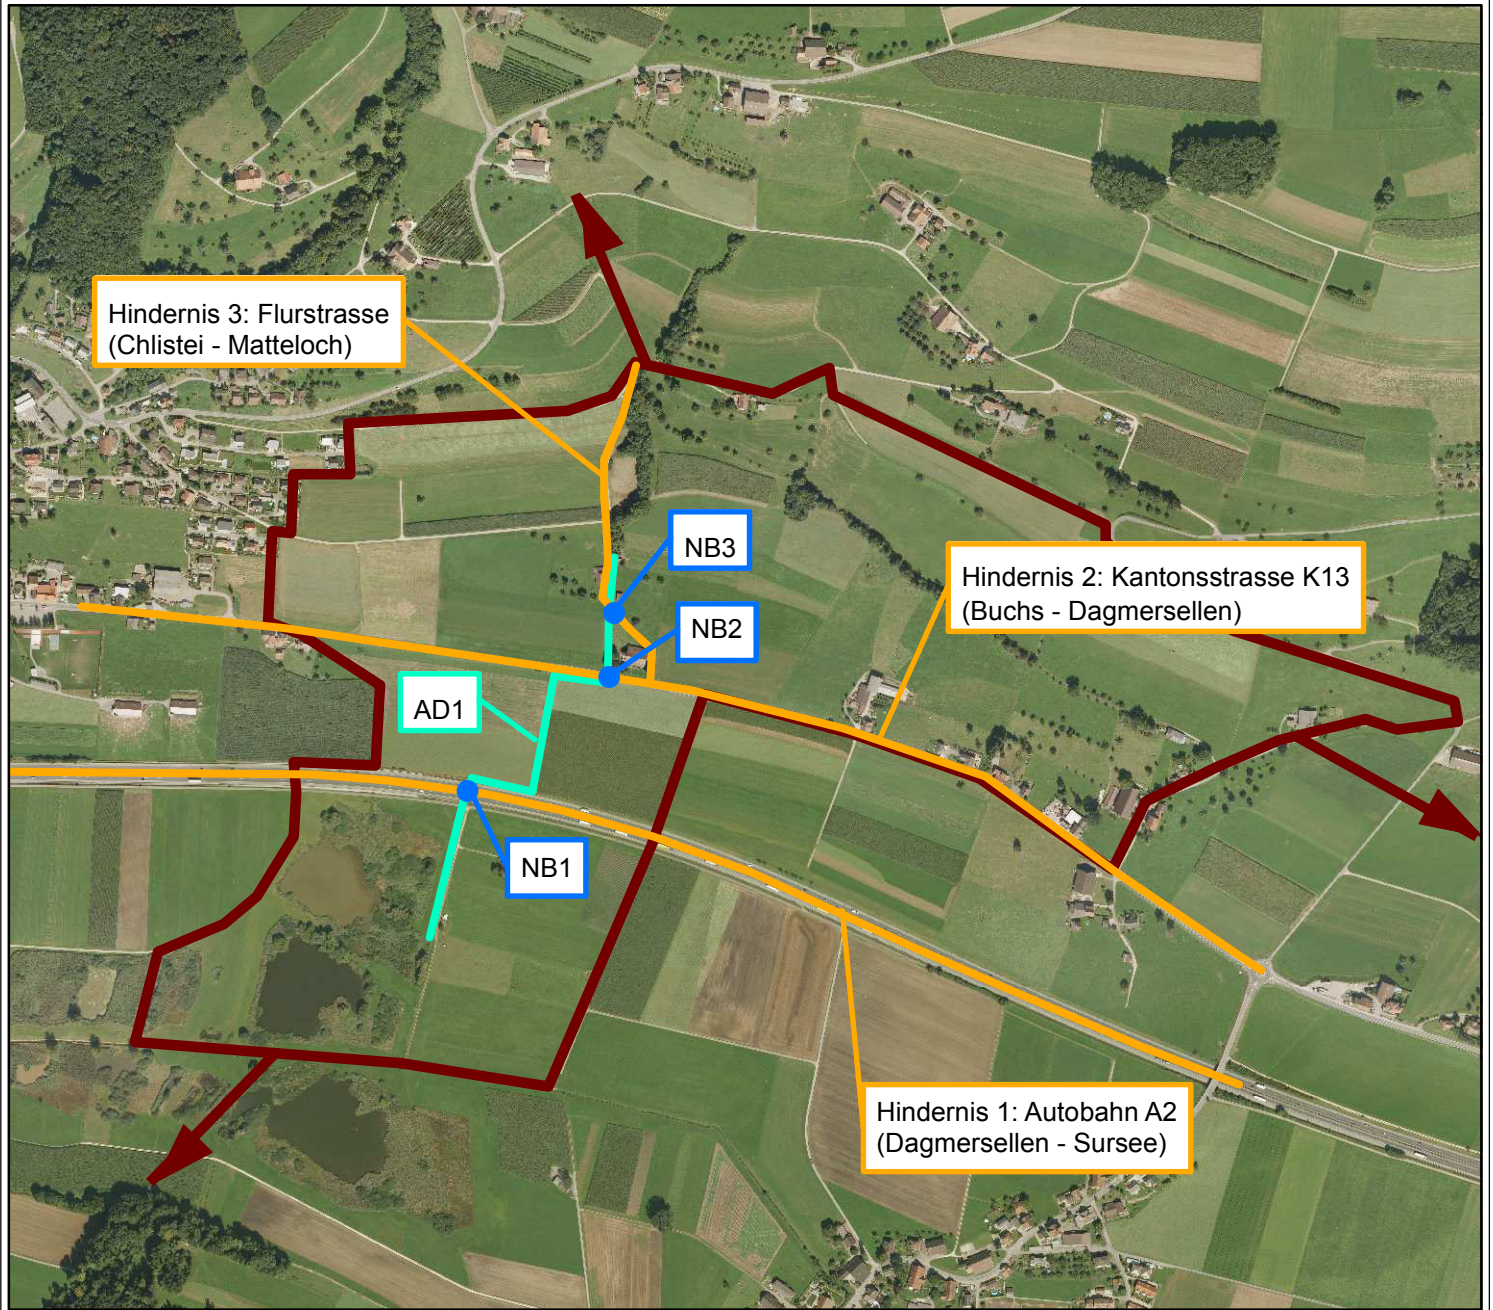 Hindernis 3: Flurstrasse
(Chlistei - Matteloch)
NB3
Hindernis 2: Kantonsstrasse K13
(Buchs - Dagmersellen)
NB2
AD1
NB1
Hindernis 1: Autobahn A2
(Dagmersellen - Sursee)